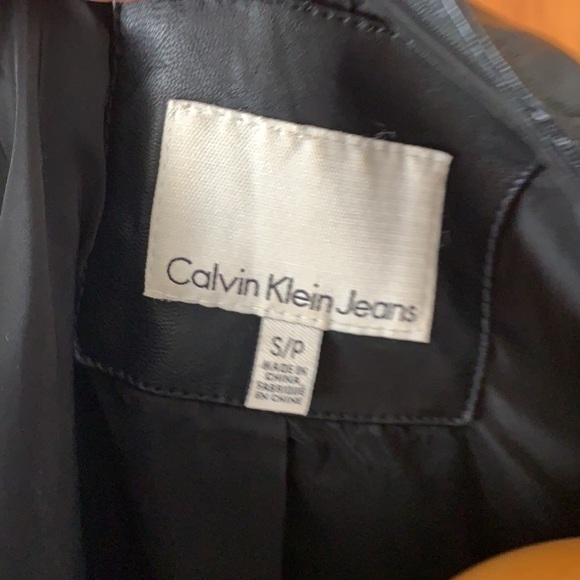 Calvin Klein Jeans
S/P
MADE IN
CHINA
FABRIQUÉ
EN CHINE